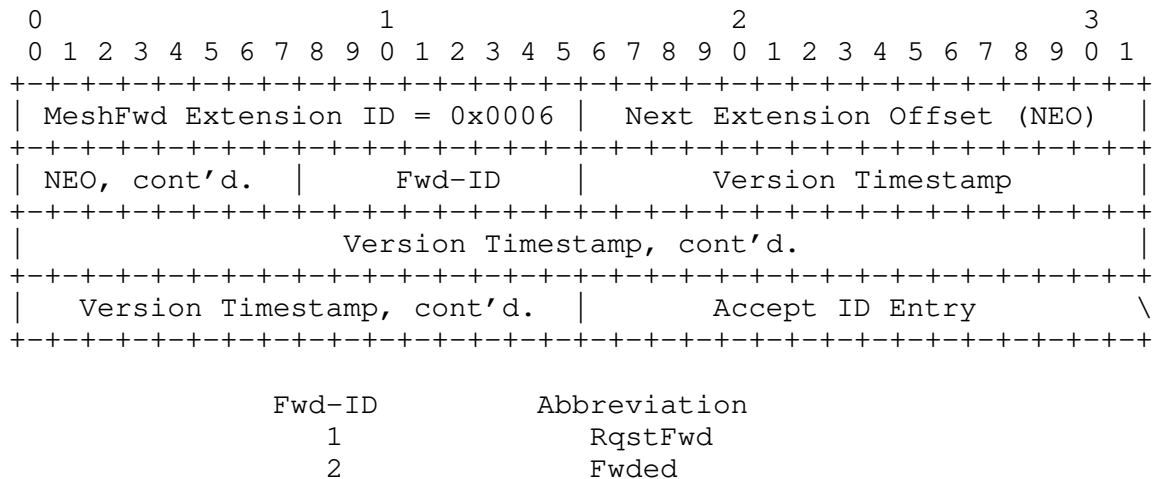 0                   1                   2                   3
 0 1 2 3 4 5 6 7 8 9 0 1 2 3 4 5 6 7 8 9 0 1 2 3 4 5 6 7 8 9 0 1
+-+-+-+-+-+-+-+-+-+-+-+-+-+-+-+-+-+-+-+-+-+-+-+-+-+-+-+-+-+-+-+-+
| MeshFwd Extension ID = 0x0006 |  Next Extension Offset (NEO)  |
+-+-+-+-+-+-+-+-+-+-+-+-+-+-+-+-+-+-+-+-+-+-+-+-+-+-+-+-+-+-+-+-+
| NEO, cont’d.  |    Fwd-ID     |       Version Timestamp       |
+-+-+-+-+-+-+-+-+-+-+-+-+-+-+-+-+-+-+-+-+-+-+-+-+-+-+-+-+-+-+-+-+
|                  Version Timestamp, cont’d.                   |
+-+-+-+-+-+-+-+-+-+-+-+-+-+-+-+-+-+-+-+-+-+-+-+-+-+-+-+-+-+-+-+-+
|   Version Timestamp, cont’d.  |       Accept ID Entry         \
+-+-+-+-+-+-+-+-+-+-+-+-+-+-+-+-+-+-+-+-+-+-+-+-+-+-+-+-+-+-+-+-+
Fwd-ID         Abbreviation
1              RqstFwd
2              Fwded